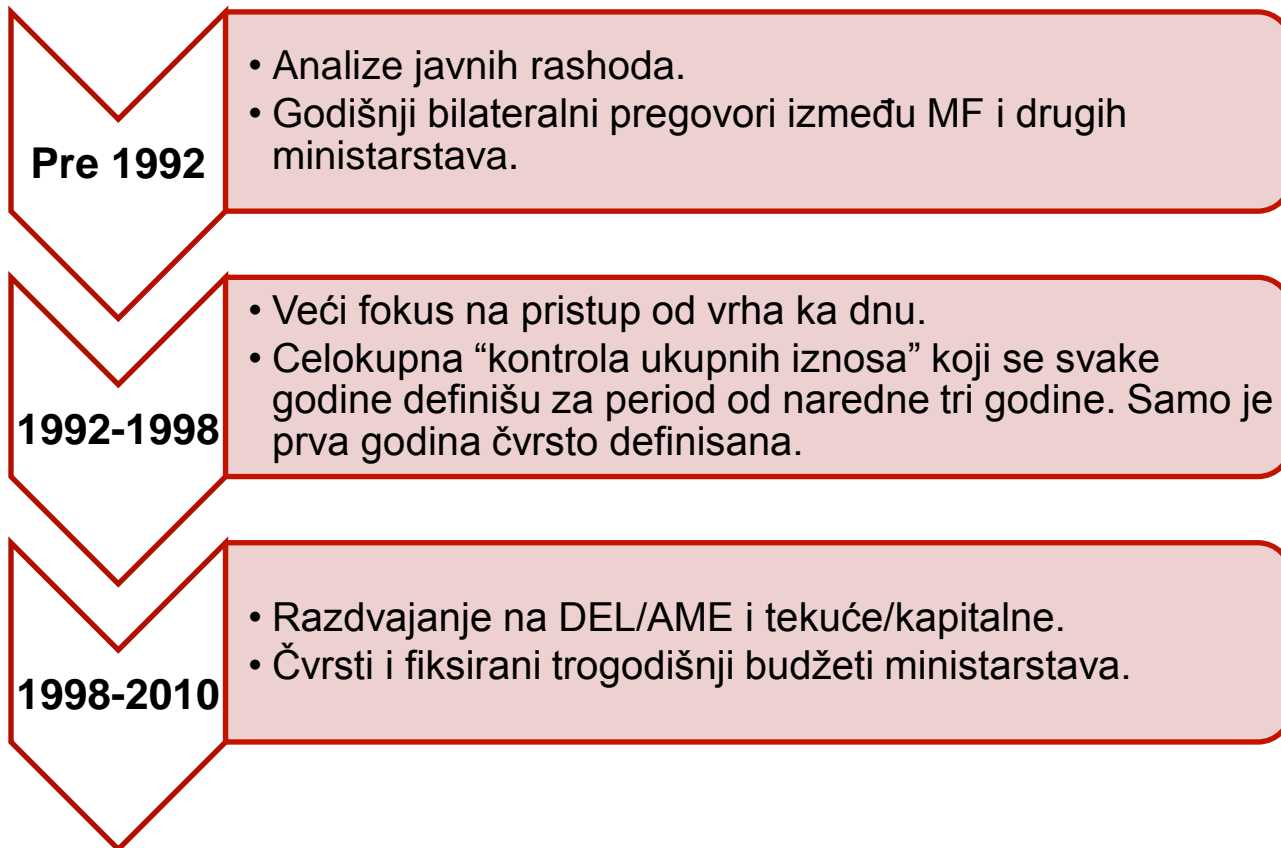 Pre 1992
• Analize javnih rashoda.
• Godišnji bilateralni pregovori između MF i drugih
ministarstava.
1992-1998
• Veći fokus na pristup od vrha ka dnu.
• Celokupna “kontrola ukupnih iznosa” koji se svake
godine definišu za period od naredne tri godine. Samo je
prva godina čvrsto definisana.
1998-2010
• Razdvajanje na DEL/AME i tekuće/kapitalne.
• Čvrsti i fiksirani trogodišnji budžeti ministarstava.